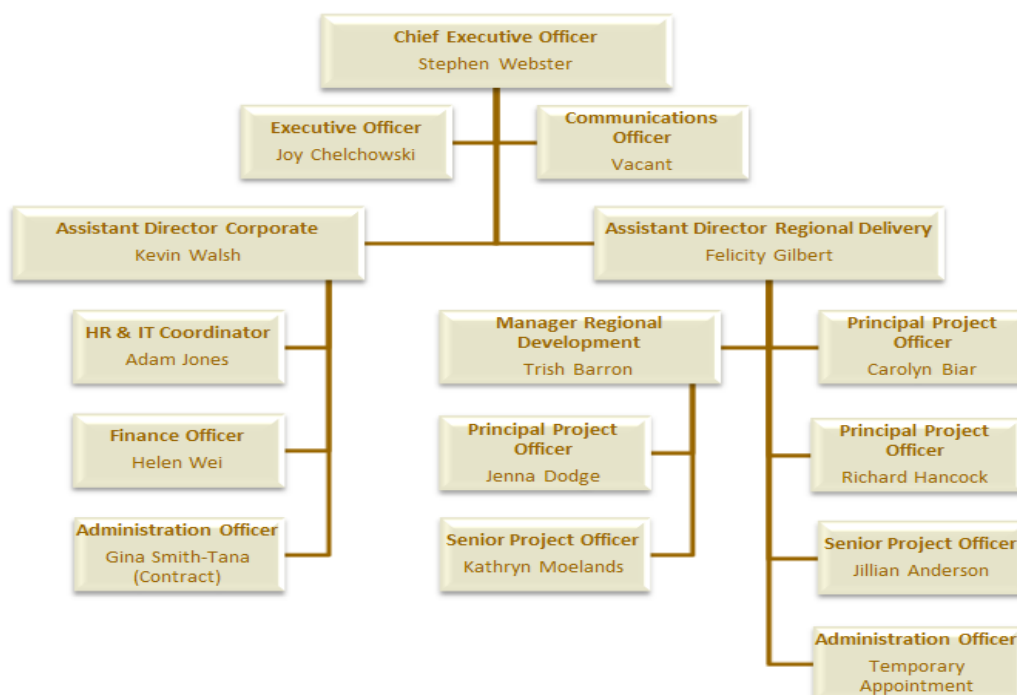 Chief Executive Officer
Stephen Webster
Executive Officer
Joy Chelchowski
Communications
Officer
Vacant
Assistant Director Corporate
Kevin Walsh
Assistant Director Regional Delivery
Felicity Gilbert
HR & IT Coordinator
Adam Jones
Finance Officer
Helen Wei
Administration Officer
Gina Smith-Tana
(Contract)
Manager Regional
Development
Trish Barron
Principal Project
Officer
Jenna Dodge
Senior Project Officer
Kathryn Moelands
Principal Project
Officer
Carolyn Biar
Principal Project
Officer
Richard Hancock
Senior Project Officer
Jillian Anderson
Administration Officer
Temporary
Appointment